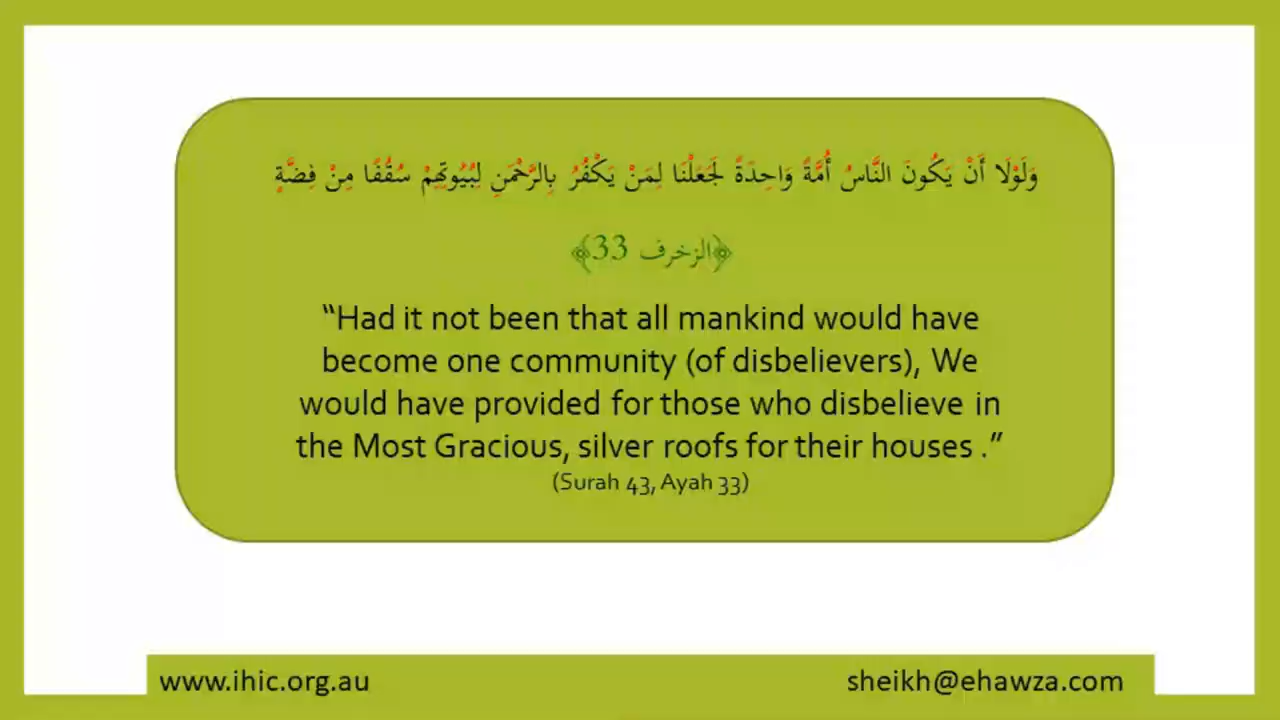 وَلَوْلَا أَنْ يَكُونَ النَّاسُ أُمَّةً وَاحِدَةً لَجَعَلْنَا لِمَنْ يَكْفُرُ بِالرَّحْمَنِ لِبُيُوتِهِمْ سُقُفًا مِنْ فِضَّةٍ
﴿الزخرف 33﴾
“Had it not been that all mankind would have
become one community (of disbelievers), We
would have provided for those who disbelieve in
the Most Gracious, silver roofs for their houses .”
(Surah 43, Ayah 33)
www.ihic.org.au
sheikh@ehawza.com